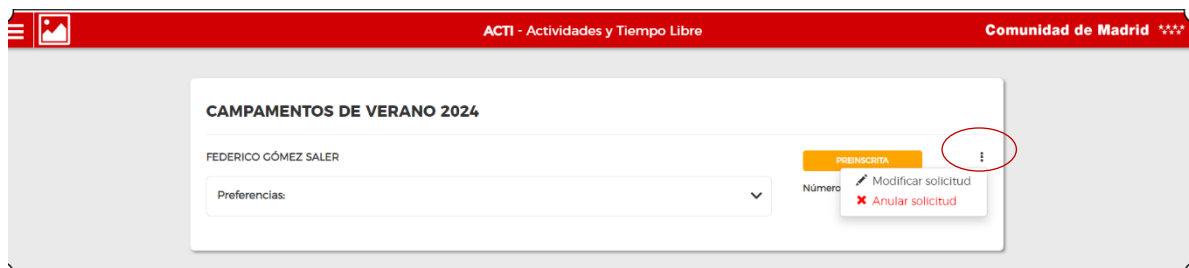 ACTI - Actividades y Tiempo Libre
Comunidad de Madrid
CAMPAMENTOS DE VERANO 2024
FEDERICO GÓMEZ SALER
PREINSCRITA
Preferencias:
Número
Modificar solicitud
Anular solicitud